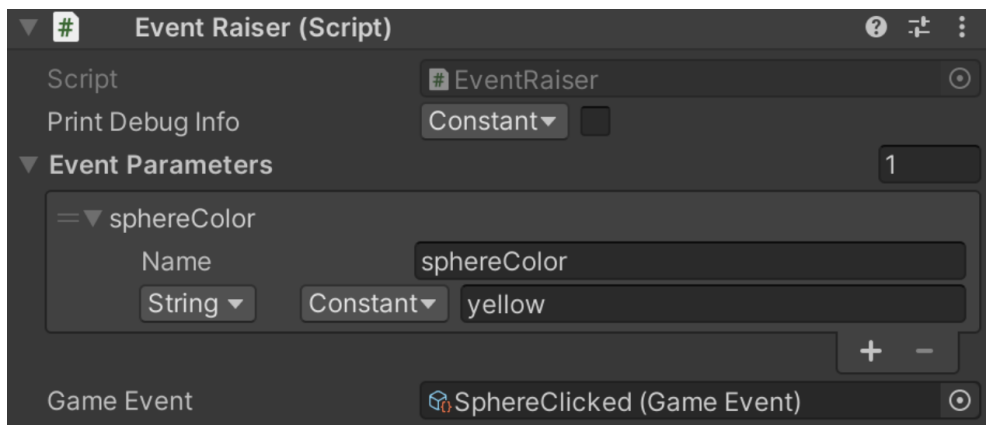 # Event Raiser (Script) ?
Script # EventRaiser
Print Debug Info Constant
Event Parameters 1
= sphereColor
Name sphereColor
String Constant yellow
+ −
Game Event SphereClicked (Game Event)